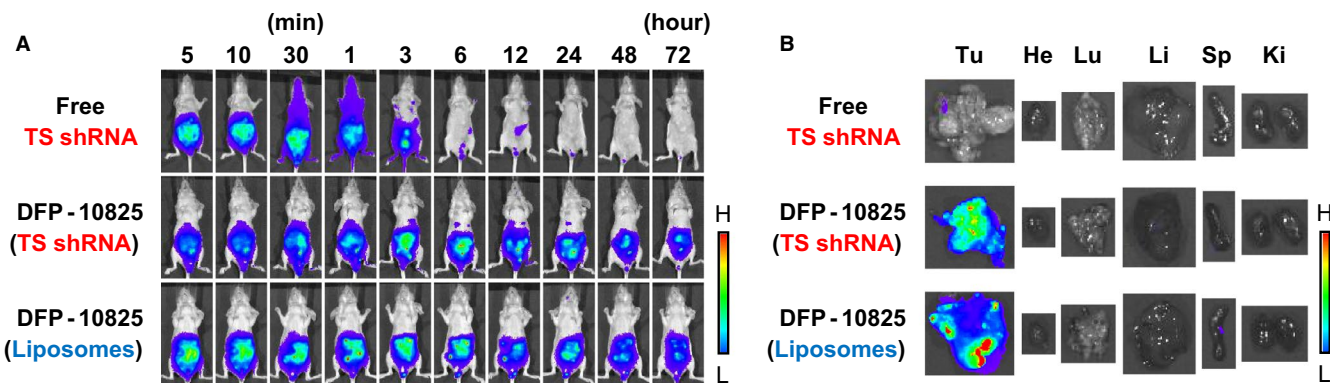 A
(min) (hour)
5 10 30 1 3 6 12 24 48 72
Free
TS shRNA
DFP-10825
(TS shRNA)
DFP-10825
(Liposomes)
H
L
B
Tu He Lu Li Sp Ki
Free
TS shRNA
DFP-10825
(TS shRNA)
DFP-10825
(Liposomes)
H
L